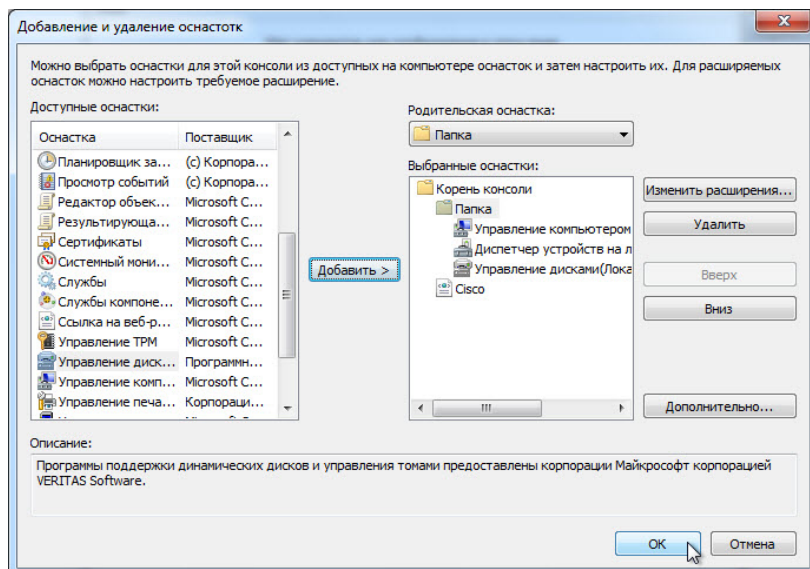 Добавление и удаление оснастотк
Можно выбрать оснастки для этой консоли из доступных на компьютере оснасток и затем настроить их. Для расширяемых
оснасток можно настроить требуемое расширение.
Доступные оснастки:
Оснастка Поставщик
Планировщик за... (c) Корпора...
Просмотр событий (c) Корпора...
Редактор объек... Microsoft C...
Результирующа... Microsoft C...
Сертификаты Microsoft C...
Системный мони... Microsoft C...
Службы Microsoft C...
Службы компоне... Microsoft C...
Ссылка на веб-р... Microsoft C...
Управление TPM Microsoft C...
Управление диск... Программн...
Управление комп... Microsoft C...
Управление печа... Корпораци...
Добавить >
Родительская оснастка:
Папка
Выбранные оснастки:
Корень консоли
Папка
Управление компьютером
Диспетчер устройств на л
Управление дисками(Лока
Cisco
Изменить расширения...
Удалить
Вверх
Вниз
Дополнительно...
Описание:
Программы поддержки динамических дисков и управления томами предоставлены корпорации Майкрософт корпорацией
VERITAS Software.
ОК
Отмена